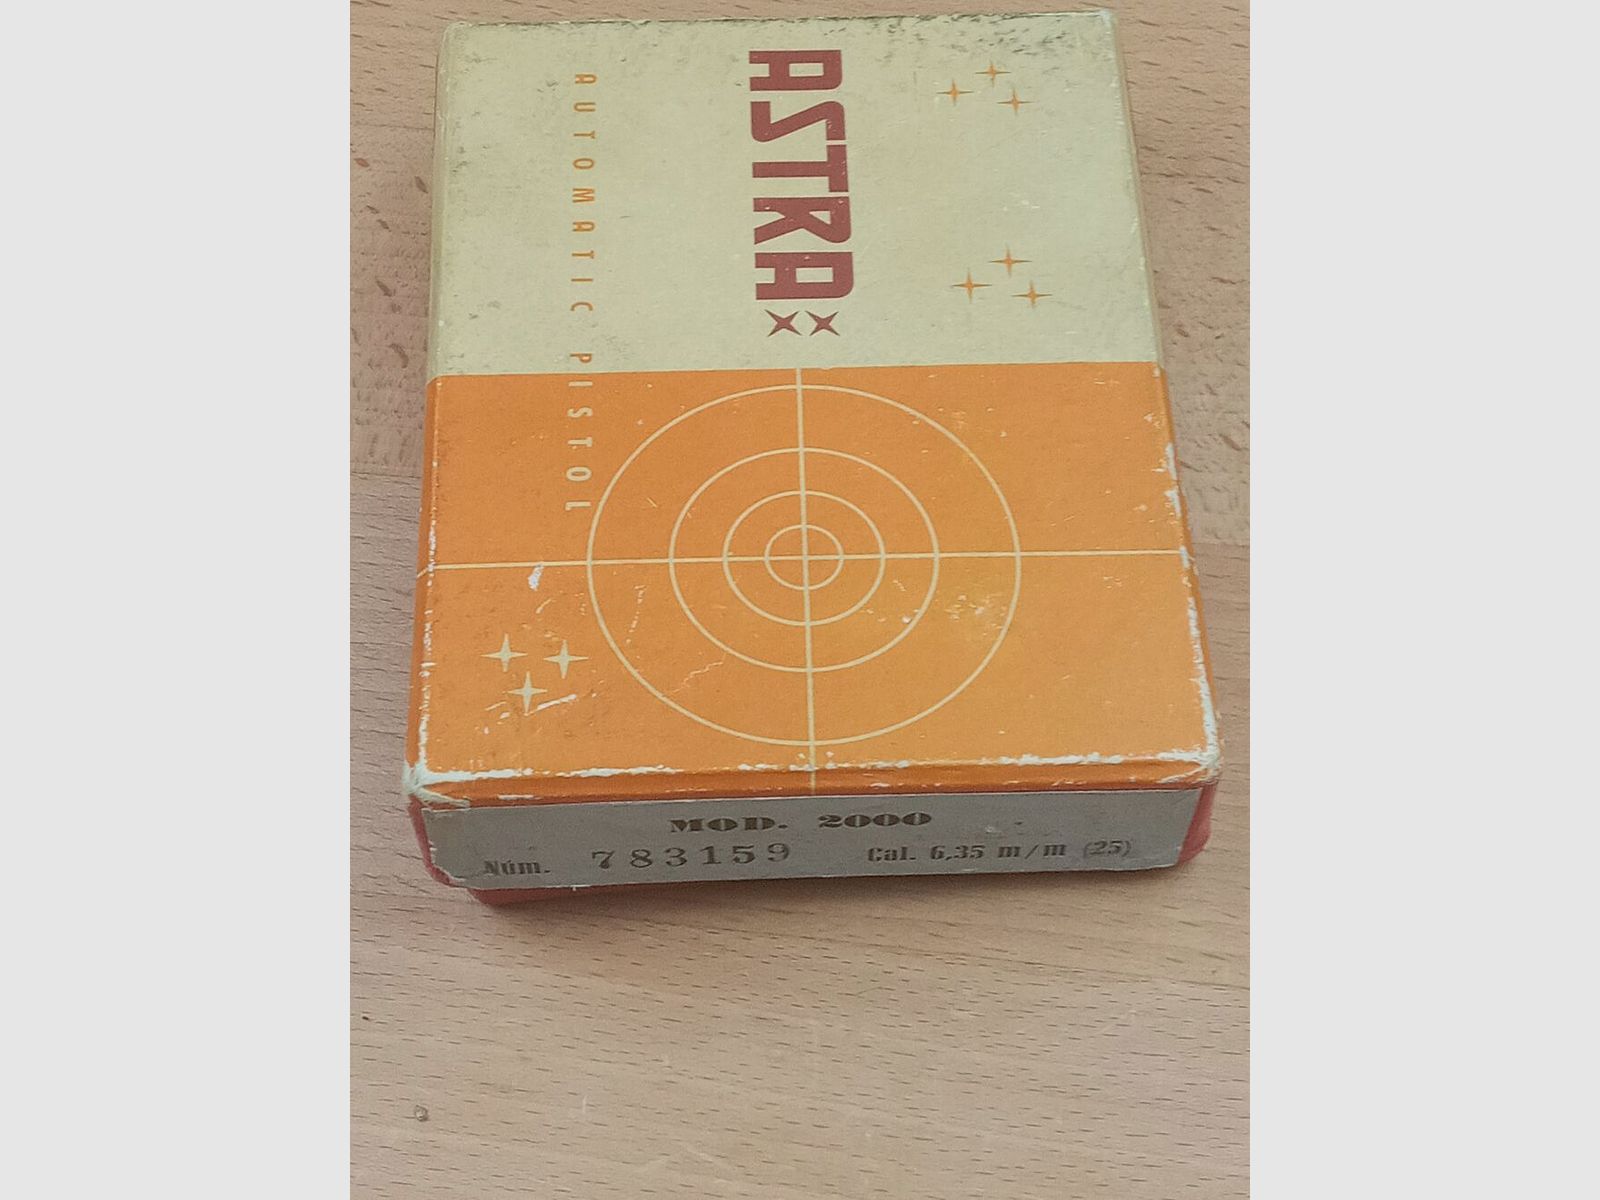 ASTRA
AUTOMATIC PISTOL
MOD. 2000
Núm. 783159 Cal. 6,35 m/m (25)